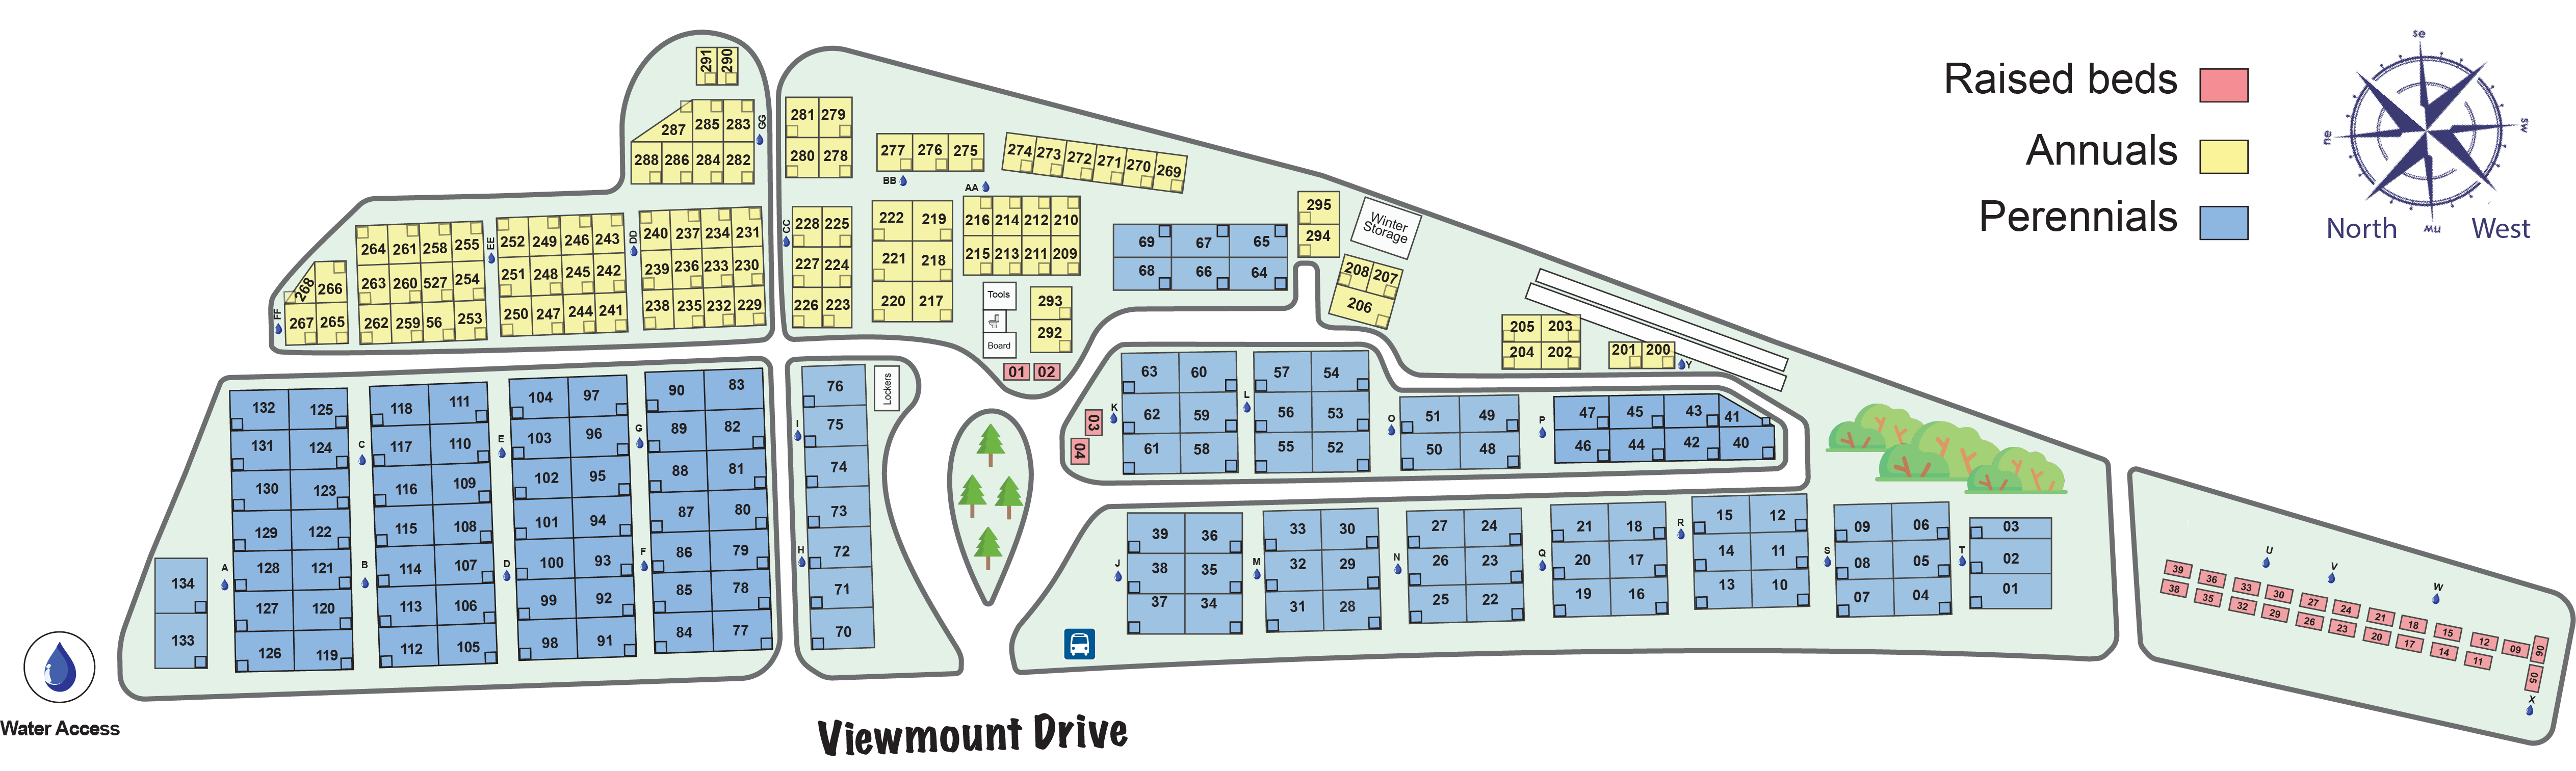 Raised beds
Annuals
Perennials
se
sw
ne
nw
North West
291 290
287 285 283
288 286 284 282
GG
281 279
280 278
277 276 275
BB
AA
274 273 272 271 270 269
264 261 258 255
263 260 527 254
262 259 56 253
268 266
267 265
FF
EE
252 249 246 243
251 248 245 242
250 247 244 241
DD
240 237 234 231
239 236 233 230
238 235 232 229
CC
228 225
227 224
226 223
222 219
221 218
220 217
216 214 212 210
215 213 211 209
Tools
Board
293
292
01 02
69 67 65
68 66 64
295
294
Winter
Storage
208 207
206
205 203
204 202
201 200
Y
132 125
131 124
130 123
129 122
128 121
127 120
126 119
134
133
A
C
B
118 111
117 110
116 109
115 108
114 107
113 106
112 105
E
D
104 97
103 96
102 95
101 94
100 93
99 92
98 91
G
F
90 83
89 82
88 81
87 80
86 79
85 78
84 77
I
H
76
75
74
73
72
71
70
Lockers
03
04
K
63 60
62 59
61 58
L
57 54
56 53
55 52
O
51 49
50 48
P
47 45 43 41
46 44 42 40
J
39 36
38 35
37 34
M
33 30
32 29
31 28
N
27 24
26 23
25 22
Q
21 18
20 17
19 16
R
15 12
14 11
13 10
S
09 06
08 05
07 04
T
03
02
01
U
V
W
39 36 33 30 27 24 21 18 15 12 09 06
38 35 32 29 26 23 20 17 14 11 05
X
Water Access
Viewmount Drive